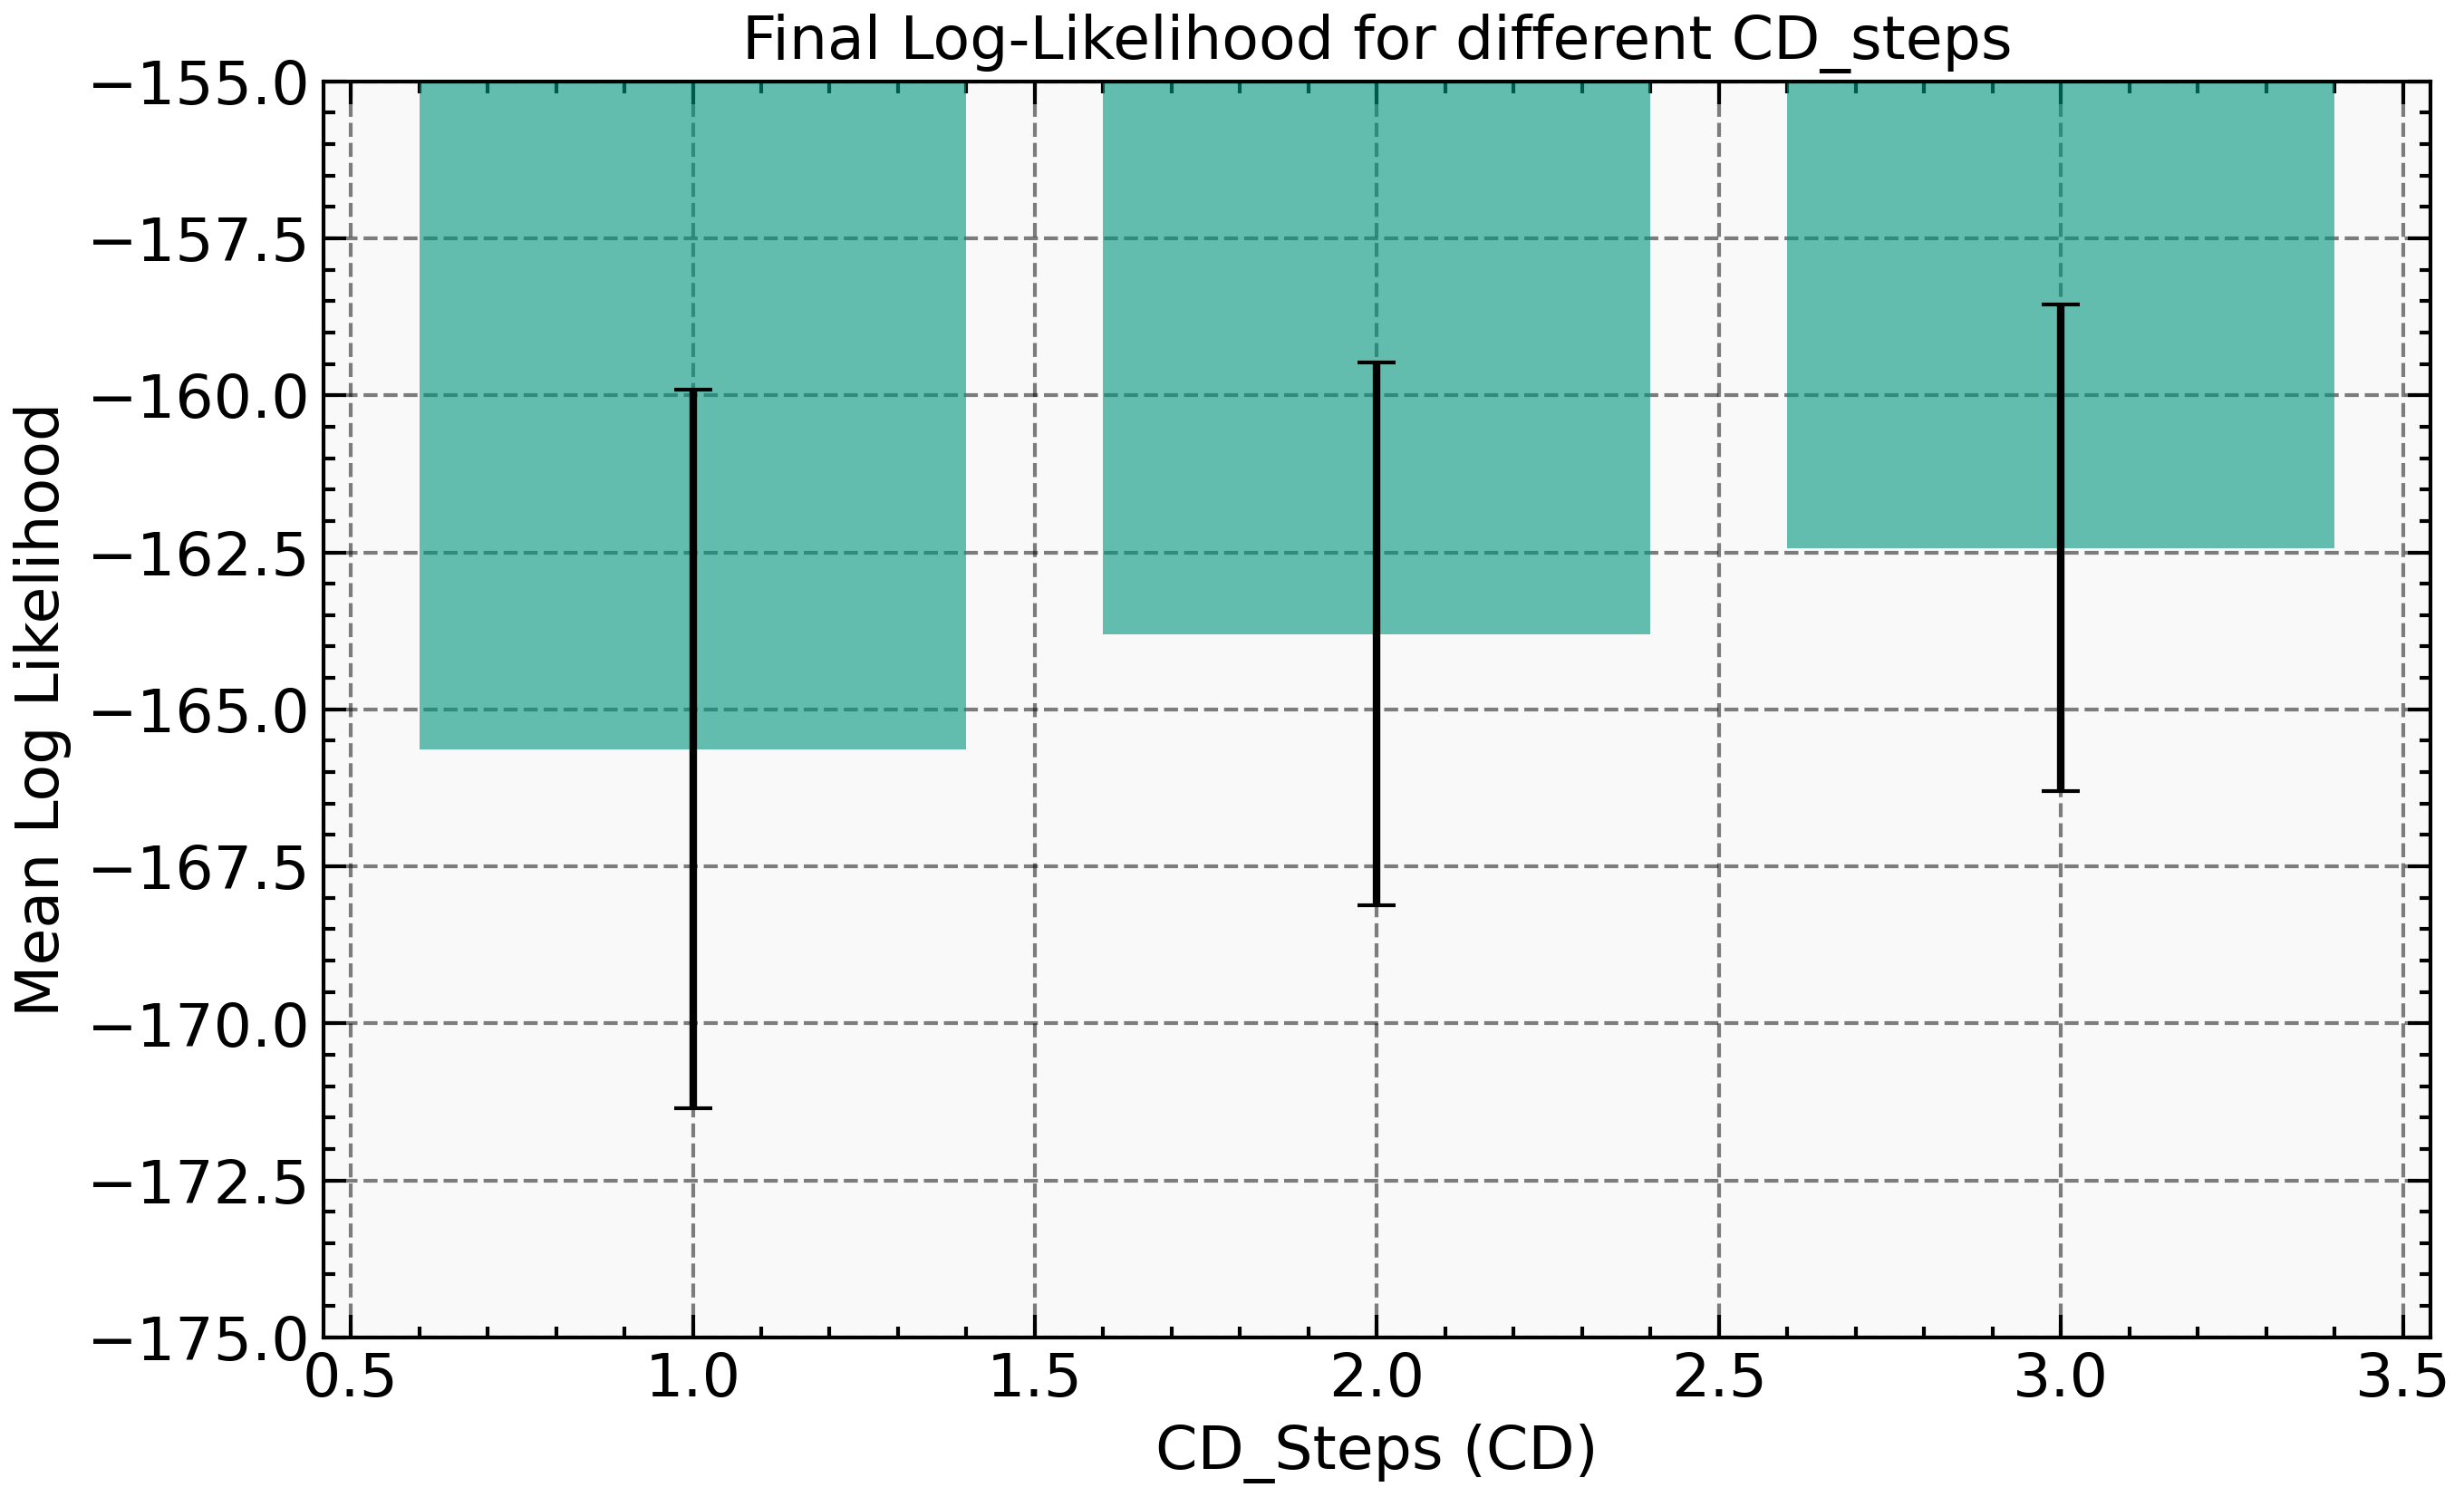 Final Log-Likelihood for different CD_steps
Mean Log Likelihood
−155.0
−157.5
−160.0
−162.5
−165.0
−167.5
−170.0
−172.5
−175.0
0.5 1.0 1.5 2.0 2.5 3.0 3.5
CD_Steps (CD)